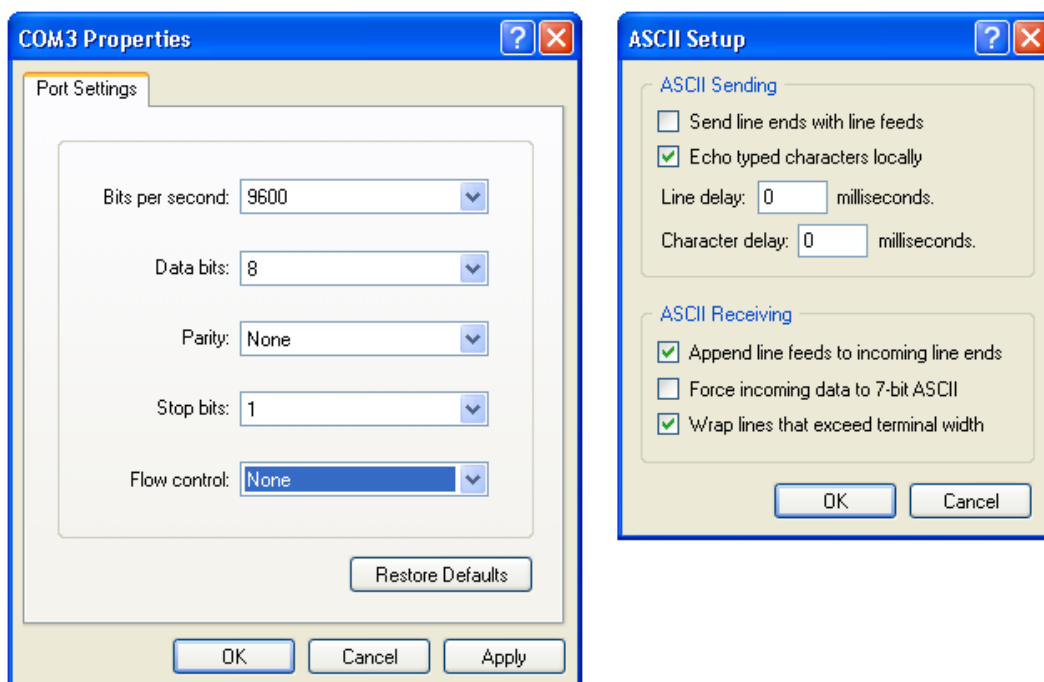 COM3 Properties
Port Settings
Bits per second: 9600
Data bits: 8
Parity: None
Stop bits: 1
Flow control: None
Restore Defaults
OK Cancel Apply
ASCII Setup
ASCII Sending
Send line ends with line feeds
Echo typed characters locally
Line delay: 0 milliseconds.
Character delay: 0 milliseconds.
ASCII Receiving
Append line feeds to incoming line ends
Force incoming data to 7-bit ASCII
Wrap lines that exceed terminal width
OK Cancel